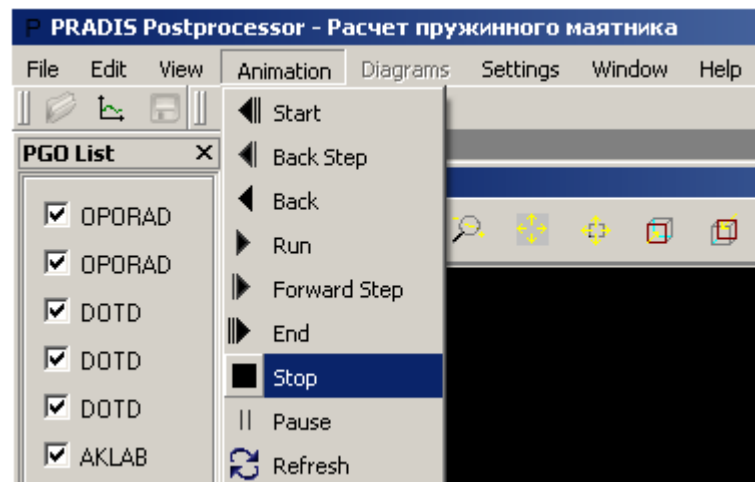 PRADIS Postprocessor - Расчет пружинного маятника
File Edit View Animation Diagrams Settings Window Help
PGO List
OPORAD
OPORAD
DOTD
DOTD
DOTD
AKLAB
Start
Back Step
Back
Run
Forward Step
End
Stop
Pause
Refresh